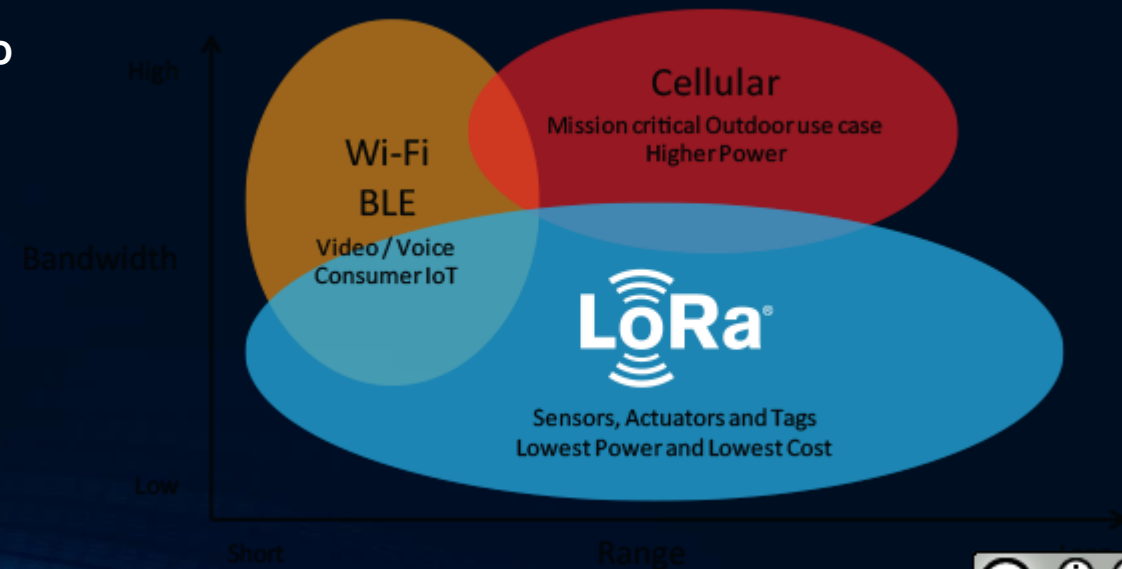 High
Cellular
Mission critical Outdoor use case
Higher Power
Wi-Fi
BLE
Video / Voice
Consumer IoT
Bandwidth
LoRa®
Sensors, Actuators and Tags
Lowest Power and Lowest Cost
Low
Short
Range